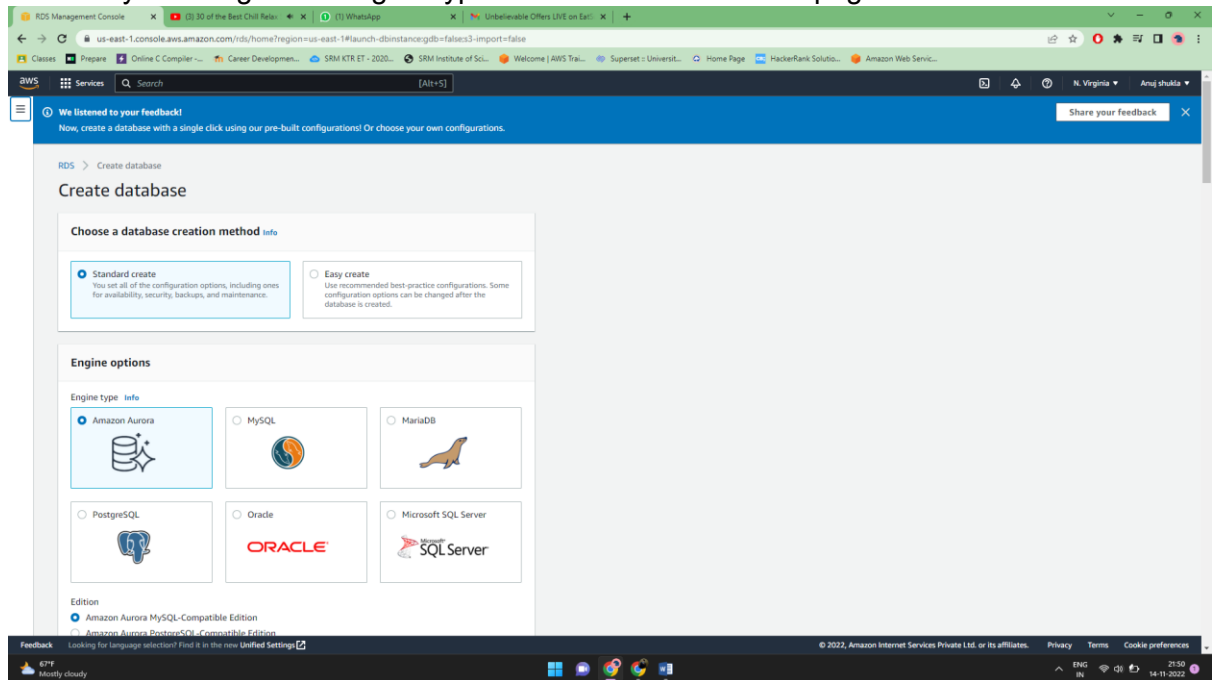 RDS Management Console
(3) 30 of the Best Chill Relax
(1) WhatsApp
Unbelievable Offers LIVE on Earth
us-east-1.console.aws.amazon.com/rds/home?region=us-east-1#launch-dbinstance:gdb=false;s3-import=false
Classes Prepare Online C Compiler -... Career Developmen... SRM KTR ET - 2020... SRM Institute of Sci... Welcome | AWS Trai... Superset :: Universit... Home Page HackerRank Solutio... Amazon Web Servic...
aws Services Search [Alt+S] N. Virginia Anuj shukla
We listened to your feedback!
Now, create a database with a single click using our pre-built configurations! Or choose your own configurations.
Share your feedback
RDS > Create database
Create database
Choose a database creation method Info
Standard create
You set all of the configuration options, including ones
for availability, security, backups, and maintenance.
Easy create
Use recommended best-practice configurations. Some
configuration options can be changed after the
database is created.
Engine options
Engine type Info
Amazon Aurora
MySQL
MariaDB
PostgreSQL
Oracle
ORACLE
Microsoft SQL Server
Microsoft
SQL Server
Edition
Amazon Aurora MySQL-Compatible Edition
Amazon Aurora PostgreSQL-Compatible Edition
Feedback Looking for language selection? Find it in the new Unified Settings © 2022, Amazon Internet Services Private Ltd. or its affiliates. Privacy Terms Cookie preferences
67°F
Mostly cloudy
ENG
IN
21:50
14-11-2022
1